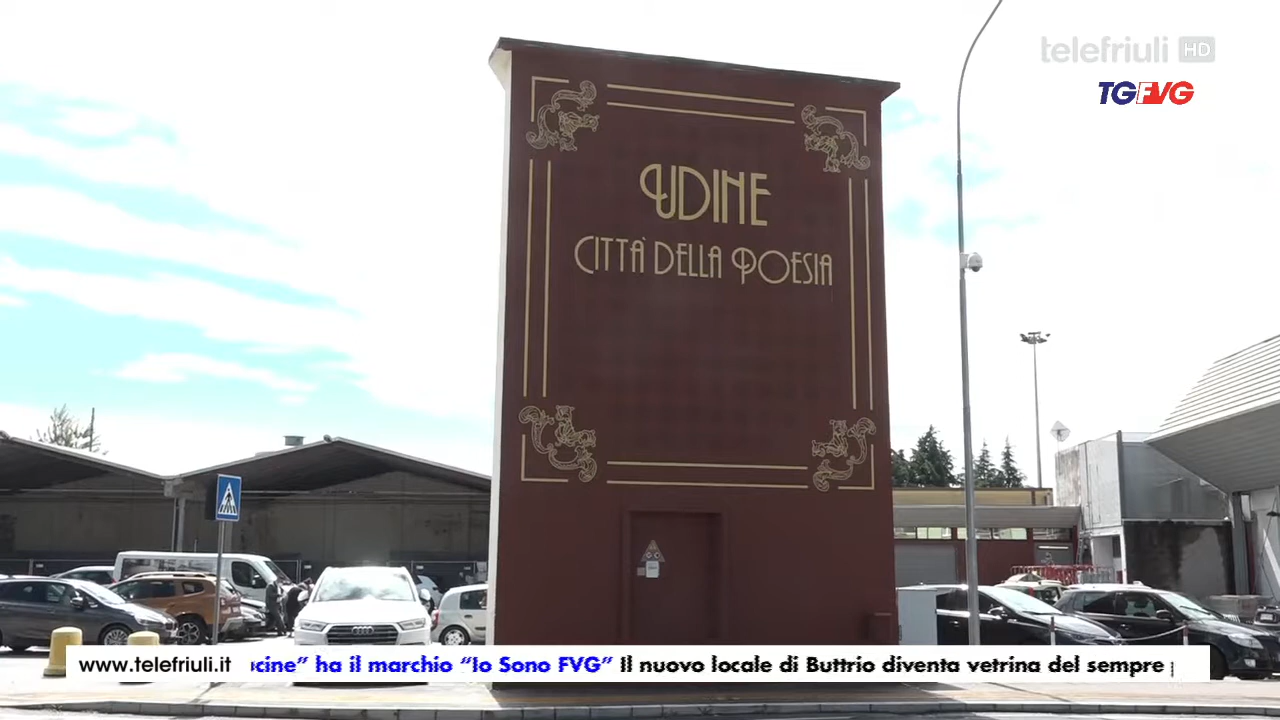 telefriuli HD
TGFVG
UDINE
CITTÀ DELLA POESIA
www.telefriuli.it cine” ha il marchio “Io Sono FVG” Il nuovo locale di Buttrio diventa vetrina del sempre